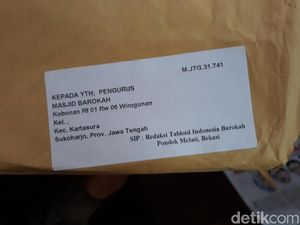 M.JTG.31.741
KEPADA YTH; PENGURUS
MASJID BAROKAH
Kebonan Rt 01 Rw 06 Wirogunan
Kel. .
Kec. Kartasura
Sukoharjo, Prov. Jawa Tengah
SIP : Redaksi Tabloid Indonesia Barokah
Pondok Melati, Bekasi
detikcom